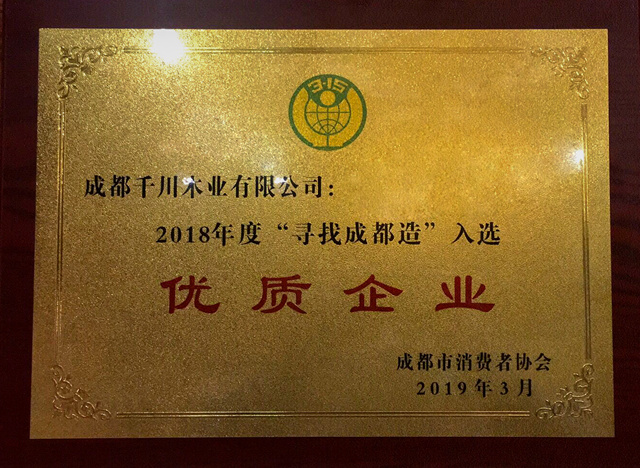 3·15
成都千川木业有限公司：
2018年度“寻找成都造”入选
优质企业
成都市消费者协会
2019年3月